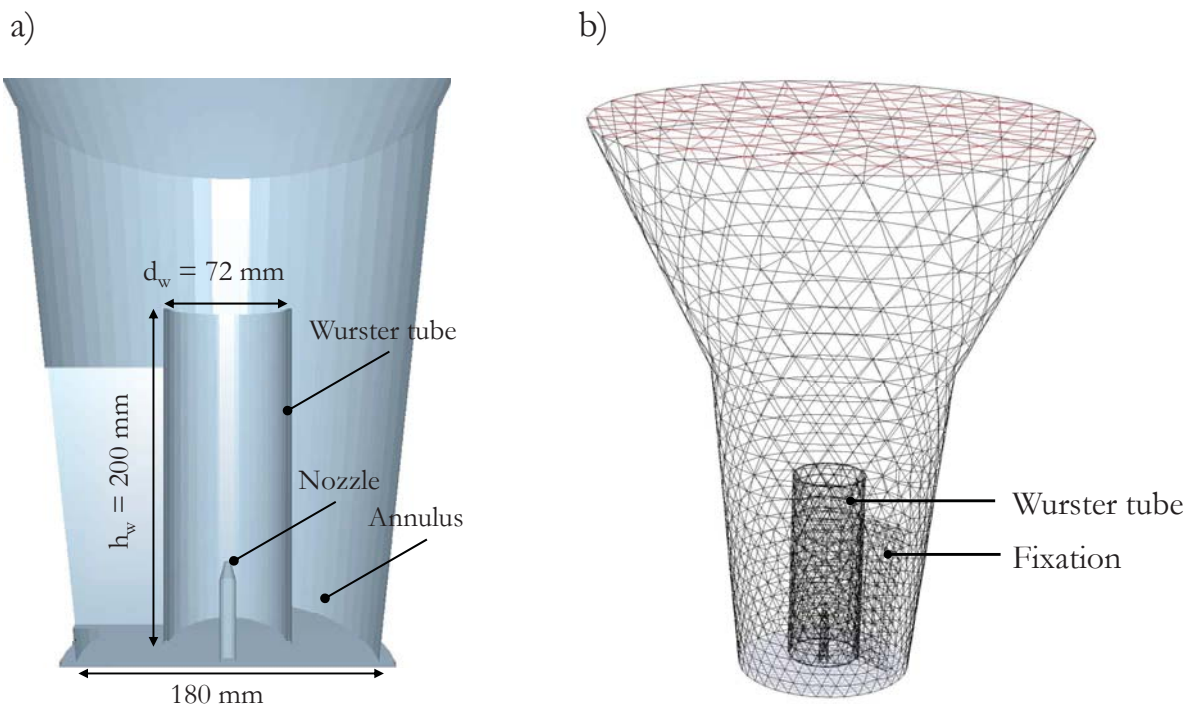 a)
b)
d_w = 72 mm
Wurster tube
h_w = 200 mm
Nozzle
Annulus
180 mm
Wurster tube
Fixation